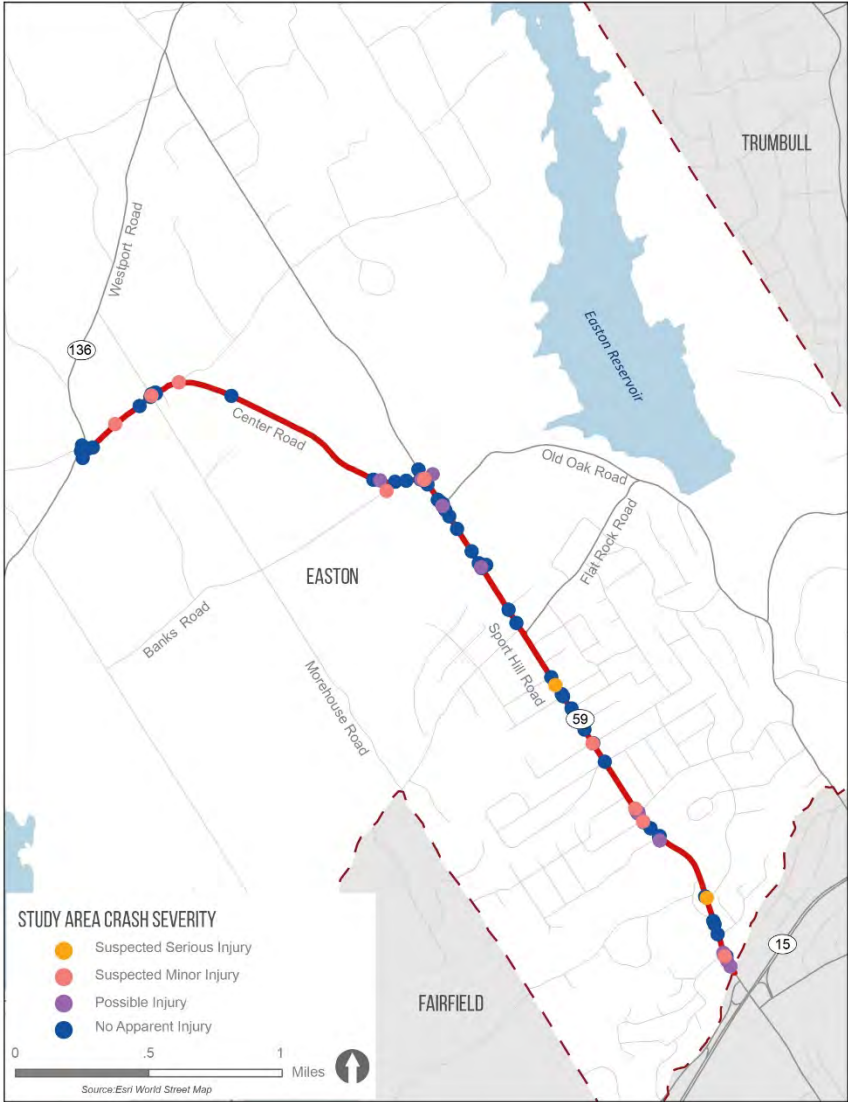 TRUMBULL
Westport Road
136
Easton Reservoir
Center Road
Old Oak Road
Flat Rock Road
EASTON
Banks Road
Sport Hill Road
Morehouse Road
59
STUDY AREA CRASH SEVERITY
Suspected Serious Injury
Suspected Minor Injury
Possible Injury
No Apparent Injury
15
FAIRFIELD
0 .5 1 Miles
Source:Esri World Street Map